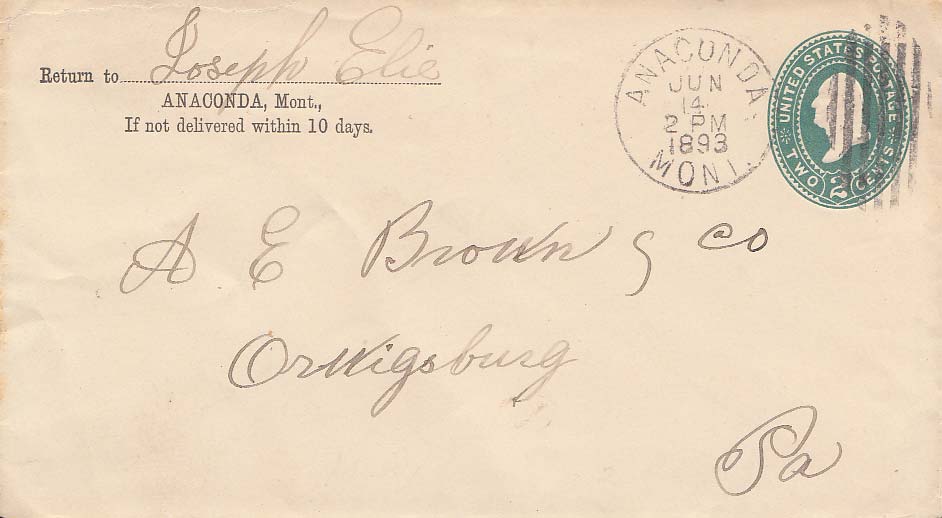 Return to Joseph Elie
ANACONDA, Mont.,
If not delivered within 10 days.
ANACONDA
JUN
14
2 PM
1893
MONT.
UNITED STATES POSTAGE
TWO 2 CENTS
A E Brown & Co
Orwigsburg
Pa